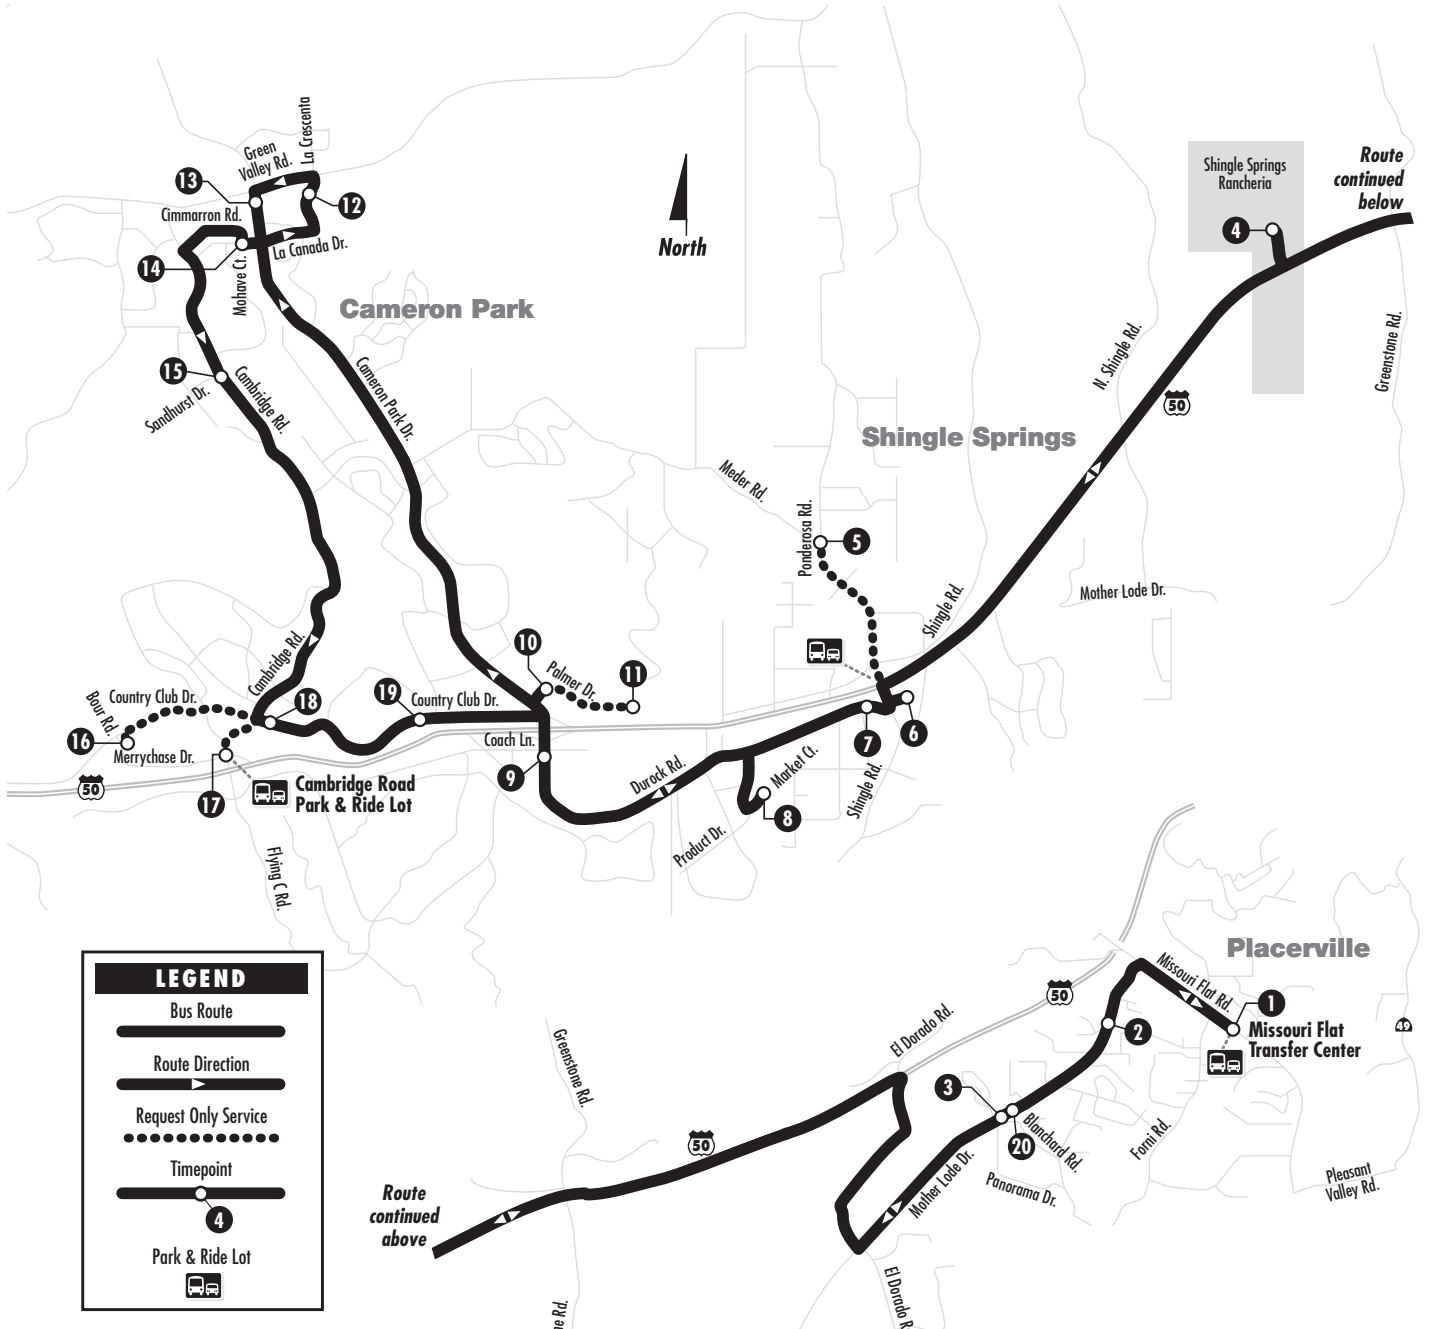 La Crescenta
Green
Valley Rd.
13
12
Cimmarron Rd.
La Canada Dr.
14
Mohave Ct.
Cameron Park
North
Shingle Springs
Rancheria
Route
continued
below
4
N. Shingle Rd.
Greenstone Rd.
50
15
Sandhurst Dr.
Cambridge Rd.
Cameron Park Dr.
Shingle Springs
Meder Rd.
Ponderosa Rd.
5
Shingle Rd.
Mother Lode Dr.
Cambridge Rd.
10
Palmer Dr.
11
Country Club Dr.
Bour Rd.
18
19
Country Club Dr.
16
Merrychase Dr.
Coach Ln.
9
7
6
50
17
Cambridge Road
Park & Ride Lot
Durock Rd.
Market Ct.
8
Shingle Rd.
Product Dr.
Flying C Rd.
LEGEND
Bus Route
Route Direction
Request Only Service
Timepoint
4
Park & Ride Lot
Placerville
Missouri Flat Rd.
1
Missouri Flat
Transfer Center
49
50
2
El Dorado Rd.
Greenstone Rd.
3
20
Blanchard Rd.
Forni Rd.
50
Mother Lode Dr.
Panorama Dr.
Pleasant
Valley Rd.
Route
continued
above
El Dorado R
ne Rd.